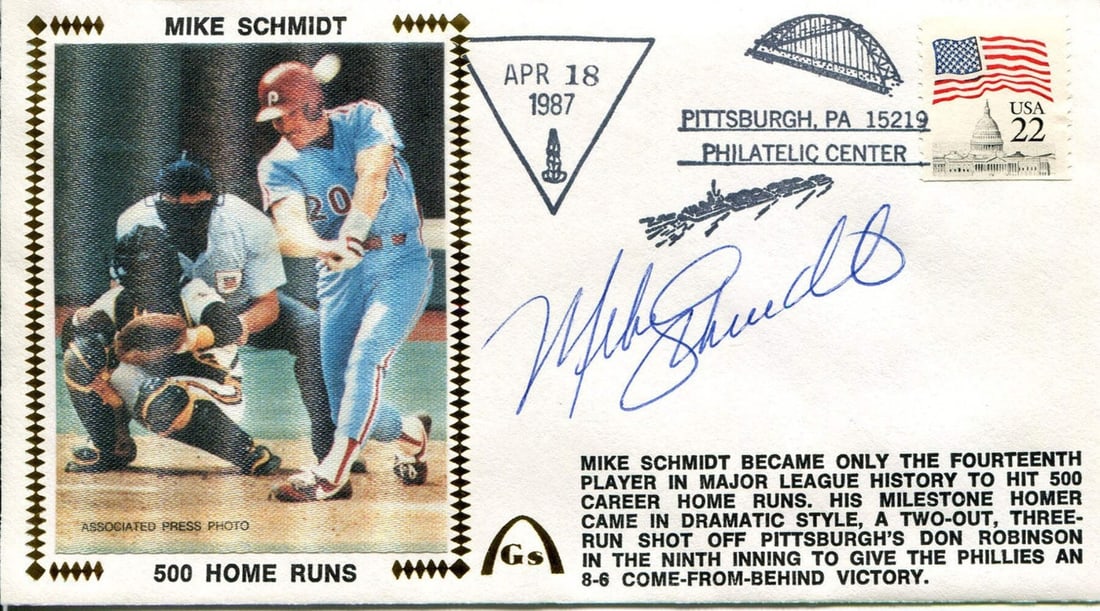 MIKE SCHMIDT
P
20
ASSOCIATED PRESS PHOTO
500 HOME RUNS
APR 18
1987
PITTSBURGH, PA 15219
PHILATELIC CENTER
USA
22
Mike Schmidt
Gs
MIKE SCHMIDT BECAME ONLY THE FOURTEENTH
PLAYER IN MAJOR LEAGUE HISTORY TO HIT 500
CAREER HOME RUNS. HIS MILESTONE HOMER
CAME IN DRAMATIC STYLE, A TWO-OUT, THREE-
RUN SHOT OFF PITTSBURGH'S DON ROBINSON
IN THE NINTH INNING TO GIVE THE PHILLIES AN
8-6 COME-FROM-BEHIND VICTORY.